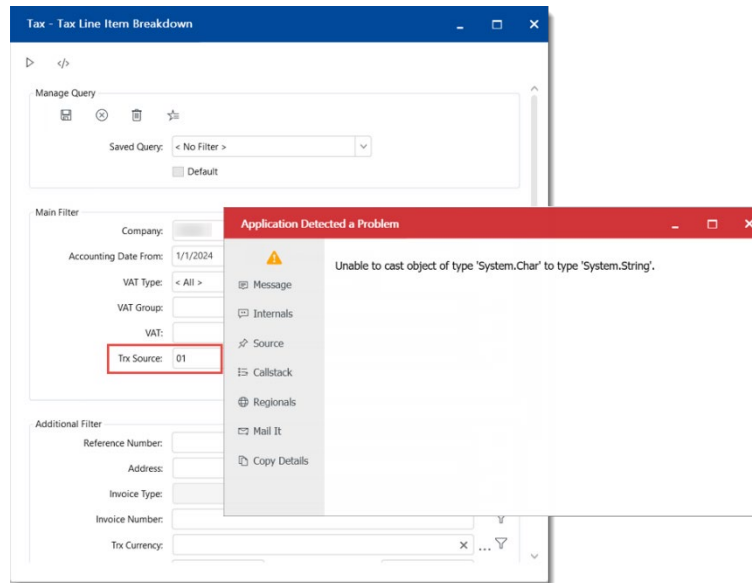 Tax - Tax Line Item Breakdown
Manage Query
Saved Query: < No Filter >
Default
Main Filter
Company:
Accounting Date From: 1/1/2024
VAT Type: < All >
VAT Group:
VAT:
Trx Source: 01
Additional Filter
Reference Number:
Address:
Invoice Type:
Invoice Number:
Trx Currency:
Application Detected a Problem
Unable to cast object of type 'System.Char' to type 'System.String'.
Message
Internals
Source
Callstack
Regionals
Mail It
Copy Details